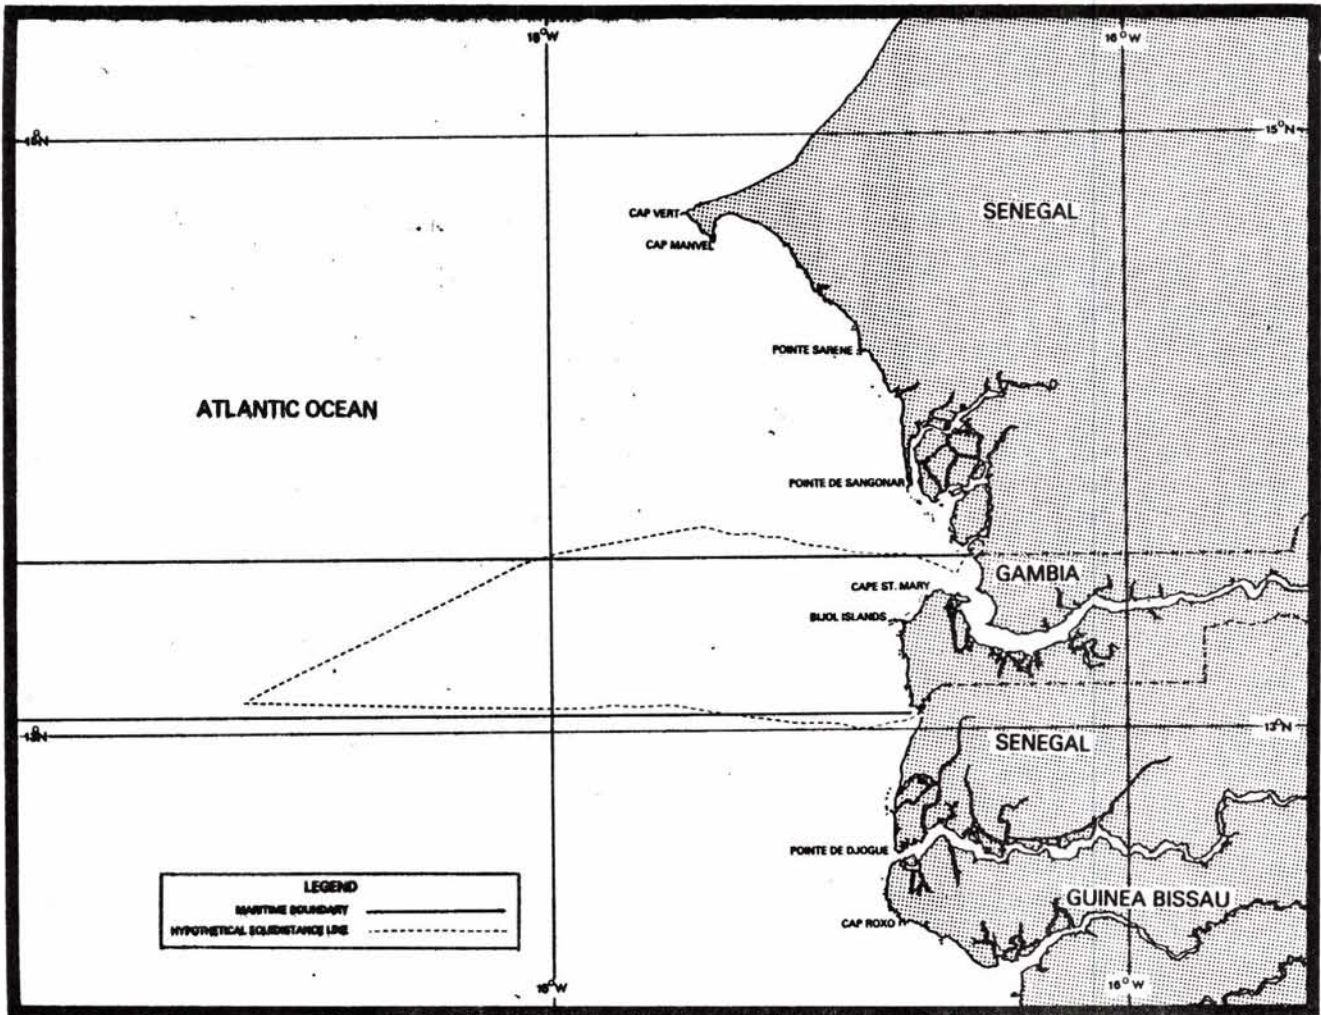 18°W
16°W
15°N
15°N
CAP VERT
SENEGAL
CAP MANVEL
POINTE SARENE
ATLANTIC OCEAN
POINTE DE SANGONAR
GAMBIA
CAPE ST. MARY
BIJOL ISLANDS
13°N
13°N
SENEGAL
POINTE DE DJOGUE
LEGEND
MARITIME BOUNDARY
HYPOTHETICAL EQUIDISTANCE LINE
GUINEA BISSAU
CAP ROXO
18°W
16°W